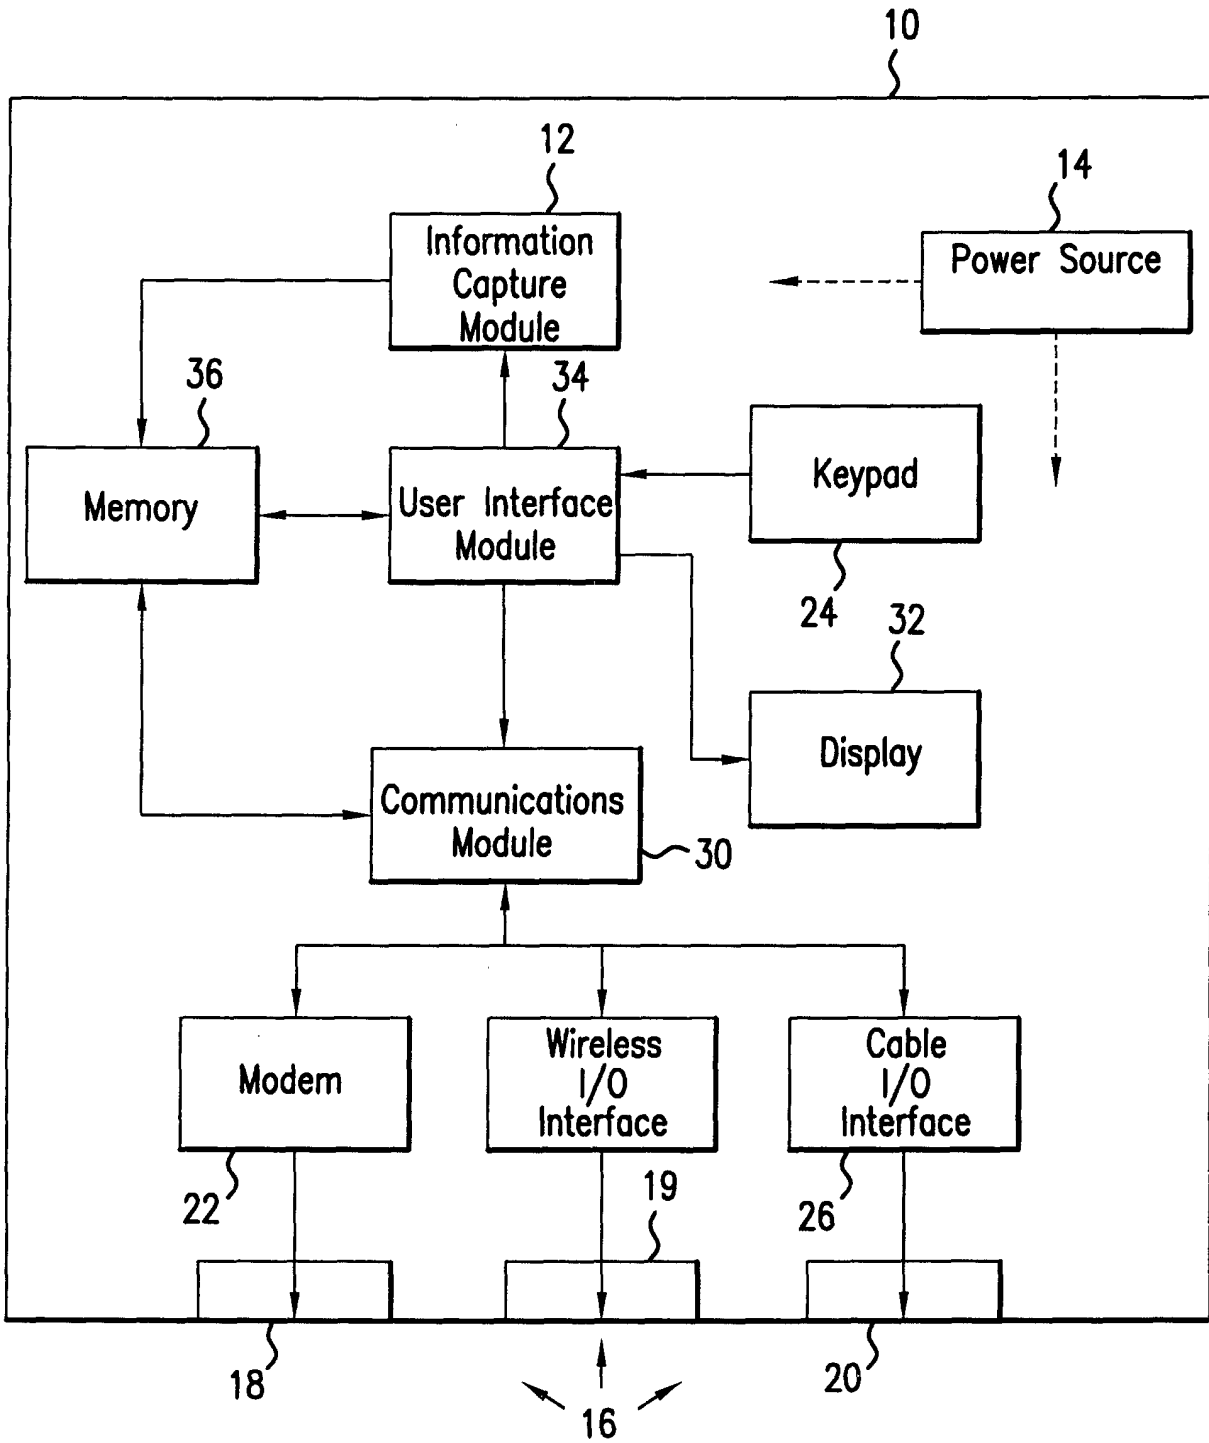 10
12
14
Information
Capture
Module
Power Source
36
34
Memory
User Interface
Module
Keypad
24
32
Display
Communications
Module
30
Modem
Wireless
I/O
Interface
Cable
I/O
Interface
22
19
26
18
16
20